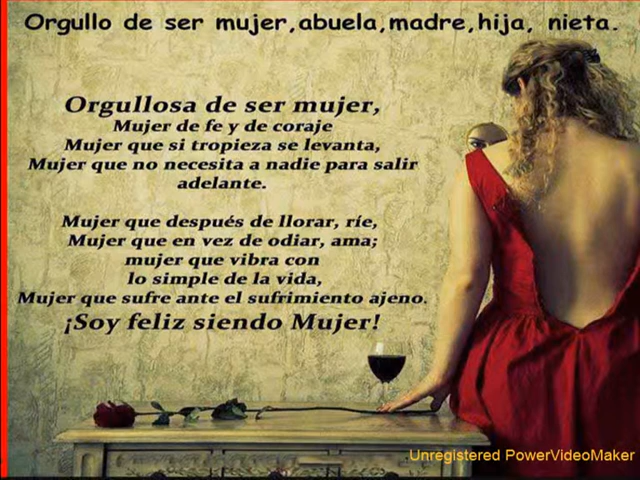 Orgullo de ser mujer,abuela,madre,hija, nieta.
Orgullosa de ser mujer,
Mujer de fe y de coraje
Mujer que si tropieza se levanta,
Mujer que no necesita a nadie para salir
adelante.
Mujer que después de llorar, ríe,
Mujer que en vez de odiar, ama;
mujer que vibra con
lo simple de la vida,
Mujer que sufre ante el sufrimiento ajeno.
¡Soy feliz siendo Mujer!
Unregistered PowerVideoMaker